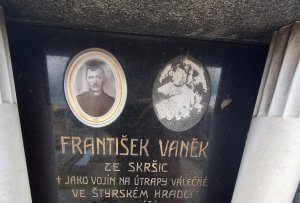 FRANTIŠEK VANĚK
ZE SKRŠIC
† JAKO VOJÍN NA ÚTRAPY VÁLEČNÉ
VE ŠTYRSKÉM HRADCI